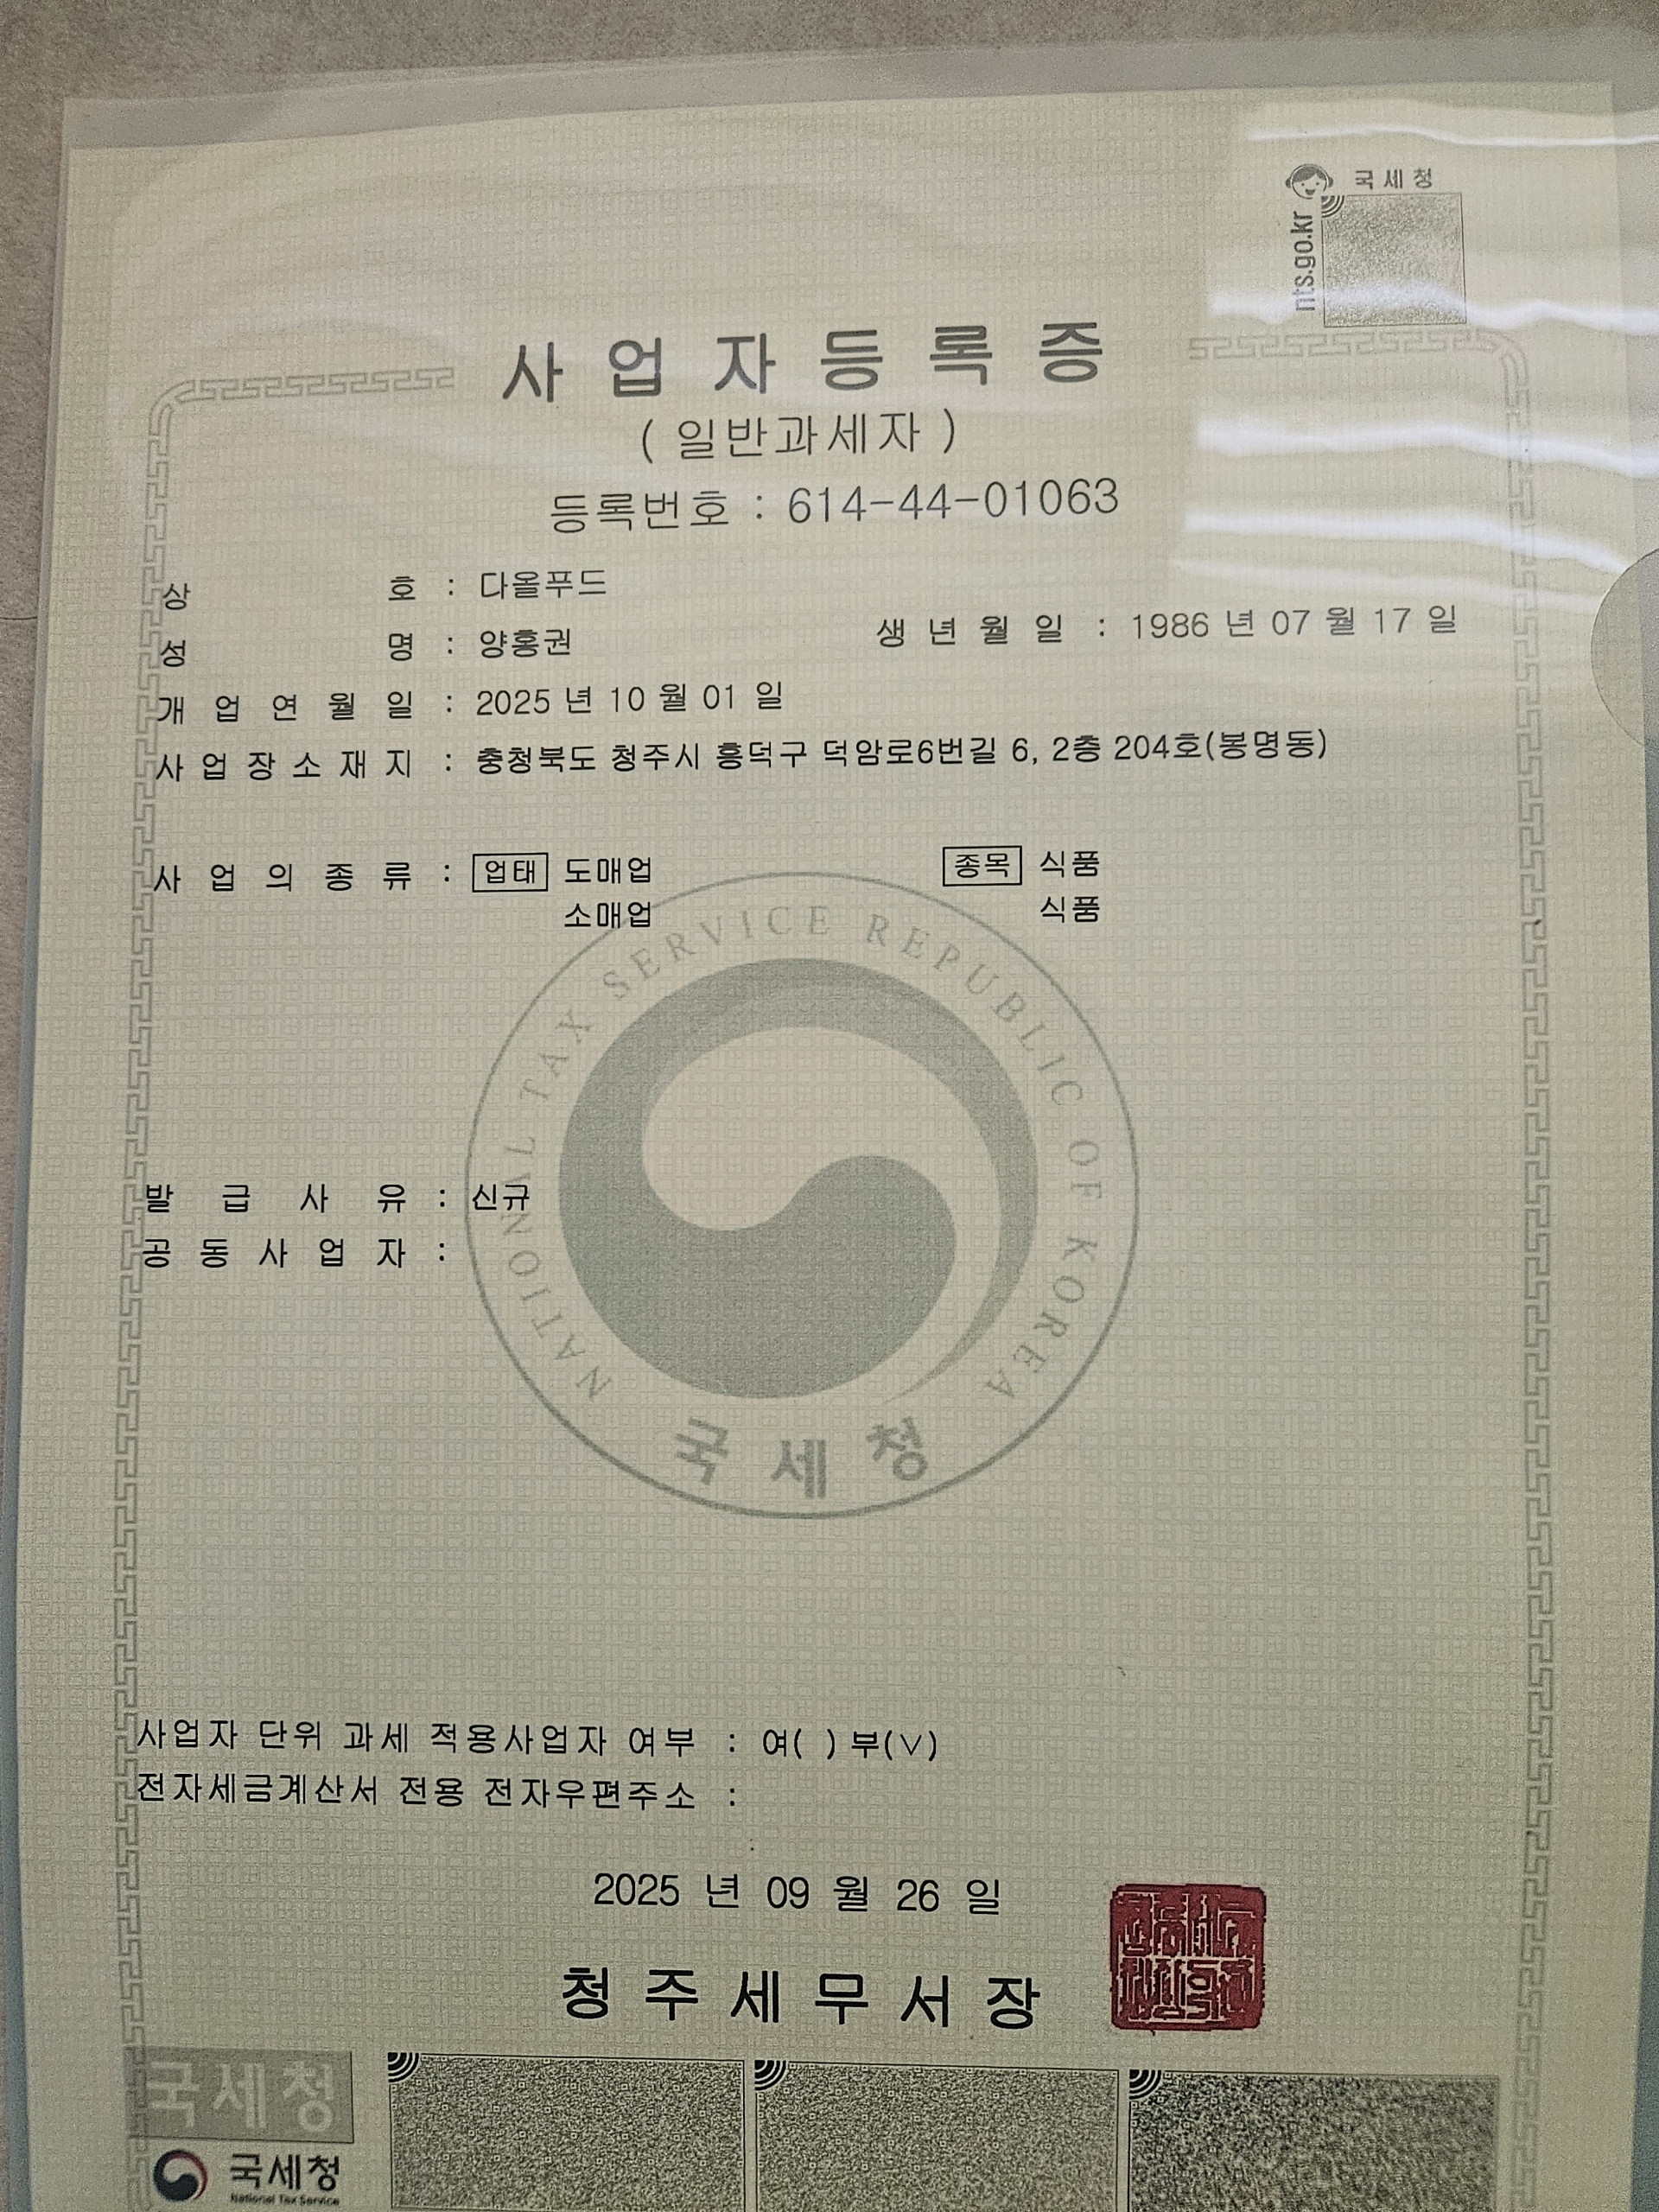 국세청
nts.go.kr
사업자등록증
( 일반과세자 )
등록번호 : 614-44-01063
상 호 : 다올푸드
성 명 : 양홍권 생 년 월 일 : 1986 년 07 월 17 일
개 업 연 월 일 : 2025 년 10 월 01 일
사 업 장 소 재 지 : 충청북도 청주시 흥덕구 덕암로6번길 6, 2층 204호(봉명동)
사 업 의 종 류 : 업태 도매업 종목 식품
소매업 식품
NATIONAL TAX SERVICE REPUBLIC OF KOREA
발 급 사 유 : 신규
공 동 사 업 자 :
국세청
사업자 단위 과세 적용사업자 여부 : 여( ) 부(∨)
전자세금계산서 전용 전자우편주소 :
2025 년 09 월 26 일
청 주 세 무 서 장
국세청
국세청
National Tax Service